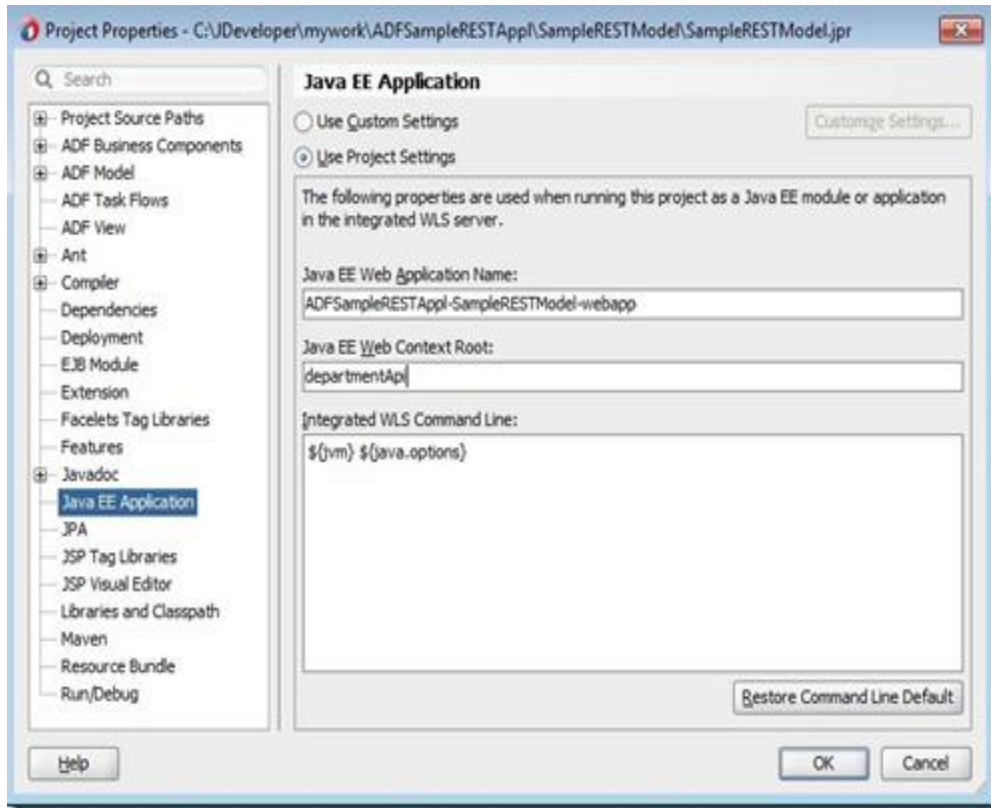 Project Properties - C:\JDeveloper\mywork\ADFSampleRESTAppl\SampleRESTModel\SampleRESTModel.jpr
Search
Project Source Paths
ADF Business Components
ADF Model
ADF Task Flows
ADF View
Ant
Compiler
Dependencies
Deployment
EJB Module
Extension
Facelets Tag Libraries
Features
Javadoc
Java EE Application
JPA
JSP Tag Libraries
JSP Visual Editor
Libraries and Classpath
Maven
Resource Bundle
Run/Debug
Java EE Application
Use Custom Settings
Customize Settings...
Use Project Settings
The following properties are used when running this project as a Java EE module or application
in the integrated WLS server.
Java EE Web Application Name:
ADFSampleRESTAppl-SampleRESTModel-webapp
Java EE Web Context Root:
departmentApi
Integrated WLS Command Line:
${jvm} ${java.options}
Restore Command Line Default
Help
OK
Cancel